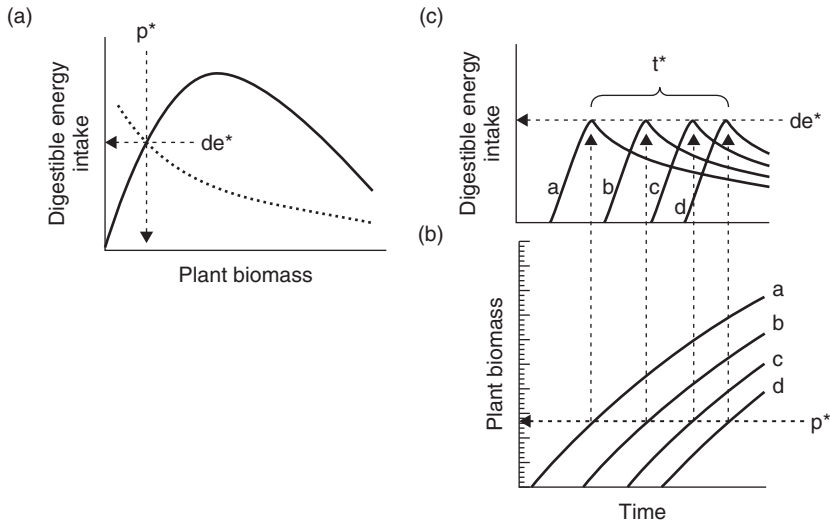 (a)
p*
Digestible energy
intake
de*
Plant biomass
(c)
t*
Digestible energy
intake
de*
a
b
c
d
(b)
Plant biomass
a
b
c
d
p*
Time